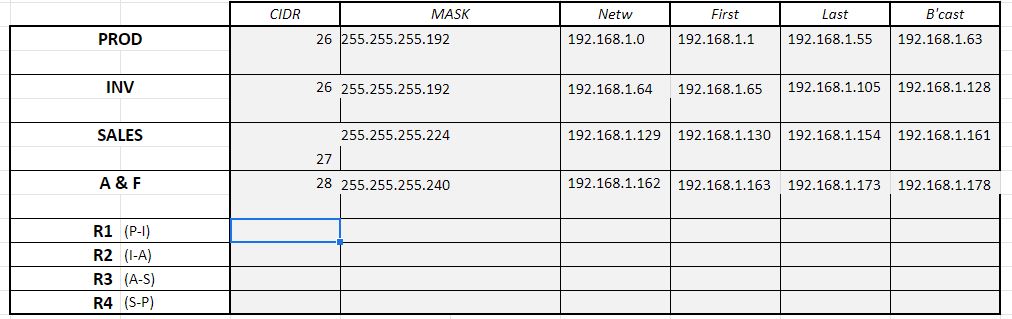 CIDR MASK Netw First Last B'cast
PROD 26 255.255.255.192 192.168.1.0 192.168.1.1 192.168.1.55 192.168.1.63
INV 26 255.255.255.192 192.168.1.64 192.168.1.65 192.168.1.105 192.168.1.128
SALES 255.255.255.224 192.168.1.129 192.168.1.130 192.168.1.154 192.168.1.161
27
A & F 28 255.255.255.240 192.168.1.162 192.168.1.163 192.168.1.173 192.168.1.178
R1 (P-I)
R2 (I-A)
R3 (A-S)
R4 (S-P)